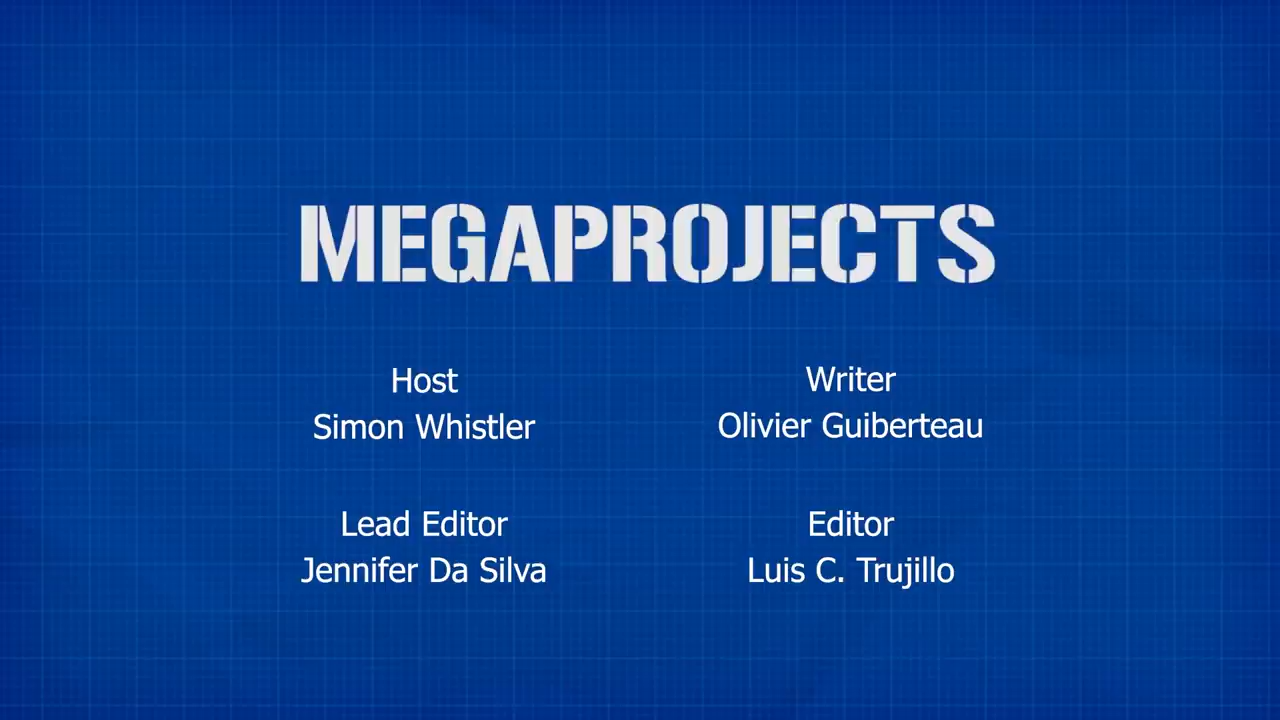 MEGAPROJECTS
Host
Simon Whistler
Writer
Olivier Guiberteau
Lead Editor
Jennifer Da Silva
Editor
Luis C. Trujillo